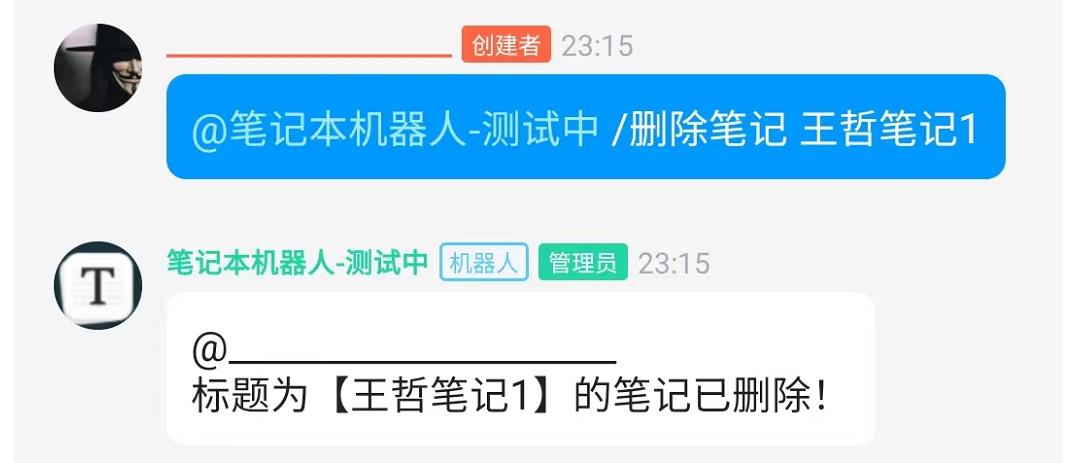 ______________ 创建者 23:15
@笔记本机器人-测试中 /删除笔记 王哲笔记1
T
笔记本机器人-测试中 机器人 管理员 23:15
@__________________
标题为【王哲笔记1】的笔记已删除！